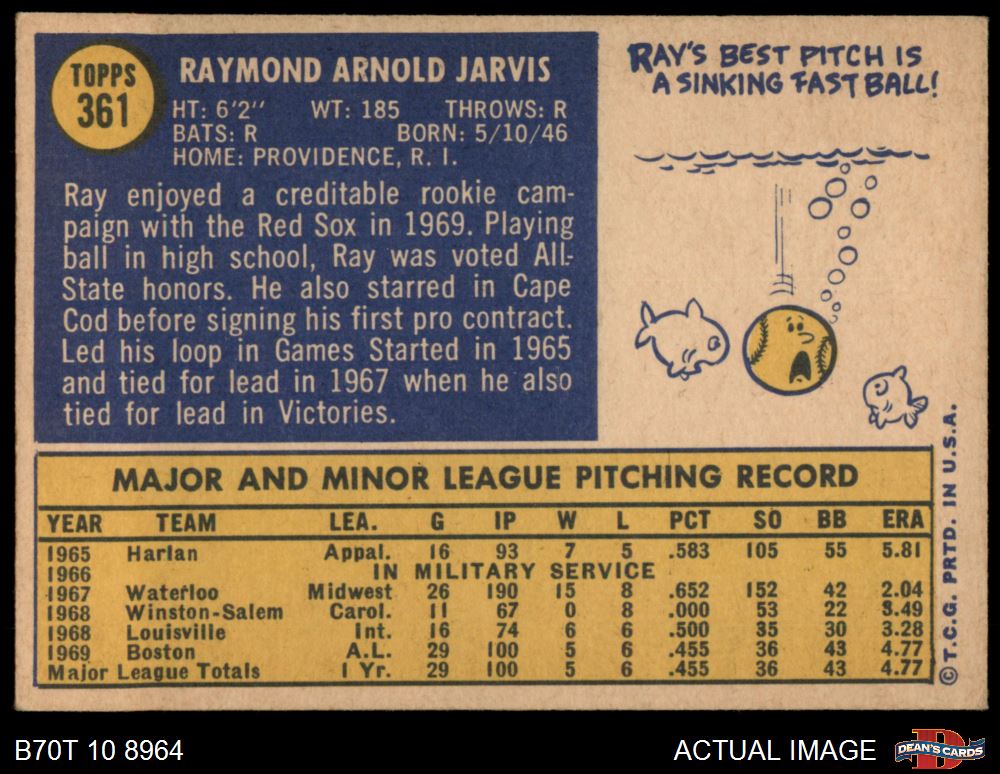 TOPPS
361
RAYMOND ARNOLD JARVIS
HT: 6'2" WT: 185 THROWS: R
BATS: R BORN: 5/10/46
HOME: PROVIDENCE, R. I.
Ray enjoyed a creditable rookie cam-
paign with the Red Sox in 1969. Playing
ball in high school, Ray was voted All-
State honors. He also starred in Cape
Cod before signing his first pro contract.
Led his loop in Games Started in 1965
and tied for lead in 1967 when he also
tied for lead in Victories.
RAY'S BEST PITCH IS
A SINKING FAST BALL!
MAJOR AND MINOR LEAGUE PITCHING RECORD
YEAR TEAM LEA. G IP W L PCT SO BB ERA
1965 Harlan Appal. 16 93 7 5 .583 105 55 5.81
1966 IN MILITARY SERVICE
1967 Waterloo Midwest 26 190 15 8 .652 152 42 2.04
1968 Winston-Salem Carol. 11 67 0 8 .000 53 22 3.49
1968 Louisville Int. 16 74 6 6 .500 35 30 3.28
1969 Boston A.L. 29 100 5 6 .455 36 43 4.77
Major League Totals 1 Yr. 29 100 5 6 .455 36 43 4.77
©T.C.G. PRTD. IN U.S.A.
B70T 10 8964
ACTUAL IMAGE
D
DEAN'S CARDS